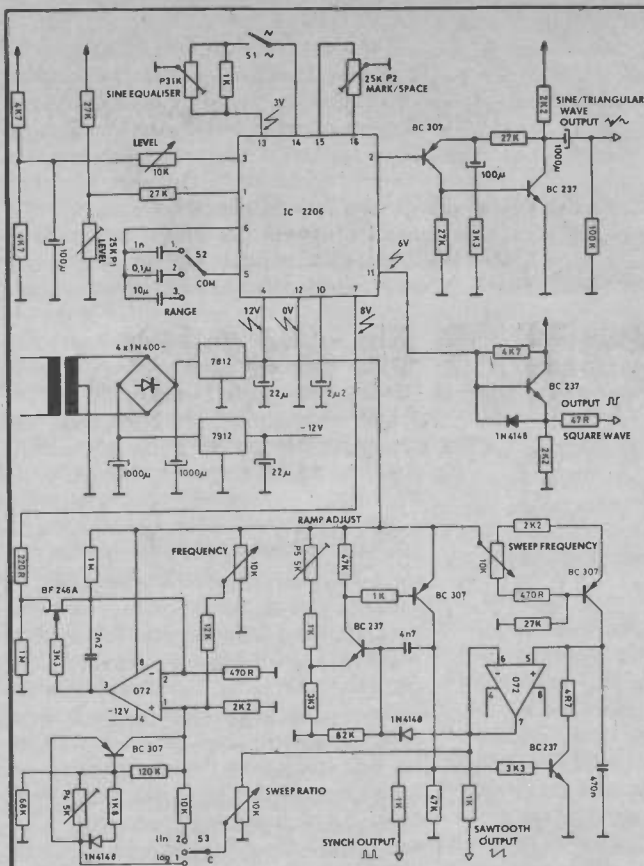 4K7
27K
P3 1K
SINE EQUALISER
1K
S1
3V
25K P2
MARK/SPACE
2K2
SINE/TRIANGULAR
WAVE
OUTPUT
13
14
15
16
LEVEL
10K
3
2
BC 307
27K
1000µ
100µ
BC 237
27K
1
IC 2206
27K
3K3
100K
4K7
100µ
25K P1
LEVEL
6
1n
1.
S2
0,1µ
2
COM
5
10µ
3
RANGE
4
12
10
7
11
6V
12V
0V
8V
4 x 1N400-
7812
22µ
2µ2
7912
-12V
1000µ
1000µ
22µ
4K7
BC 237
OUTPUT
47R
SQUARE WAVE
1N4148
2K2
RAMP ADJUST
220R
BF 246A
1M
FREQUENCY
10K
P5 5K
47K
2K2
SWEEP FREQUENCY
10K
BC 307
1K
BC 307
470R
27K
1M
3K3
2n2
12K
1K
BC 237
4n7
8
2
3
072
1
4
-12V
470R
2K2
3K3
82K
1N4148
6
5
4
072
8
7
4R7
BC 307
120K
BC 237
3K3
470n
68K
P4 5K
1K8
10K
10K
SWEEP RATIO
1N4148
lin 2
S3
log 1
C
1K
47K
1K
SYNCH OUTPUT
SAWTOOTH
OUTPUT